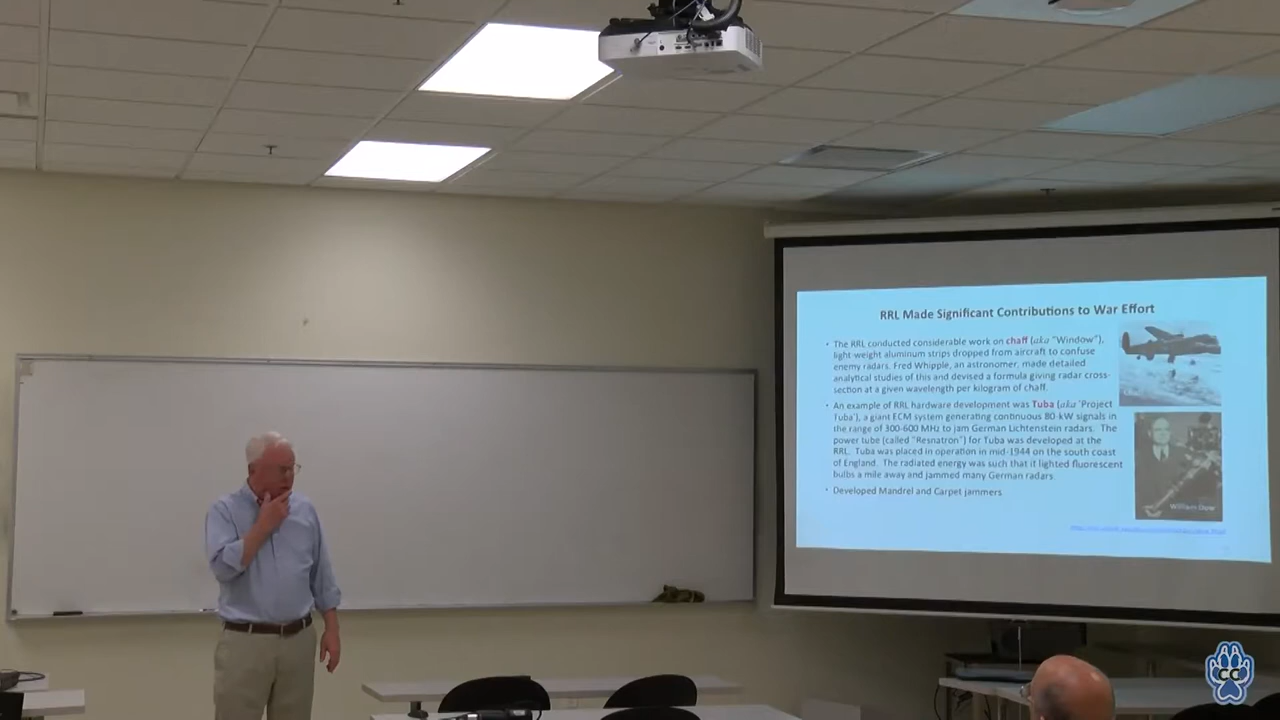 RRL Made Significant Contributions to War Effort
• The RRL conducted considerable work on chaff (aka "Window"),
light-weight aluminum strips dropped from aircraft to confuse
enemy radars. Fred Whipple, an astronomer, made detailed
analytical studies of this and devised a formula giving radar cross-
section at a given wavelength per kilogram of chaff.
• An example of RRL hardware development was Tuba (aka 'Project
Tuba'), a giant ECM system generating continuous 80-kW signals in
the range of 300-600 MHz to jam German Lichtenstein radars. The
power tube (called "Resnatron") for Tuba was developed at the
RRL. Tuba was placed in operation in mid-1944 on the south coast
of England. The radiated energy was such that it lighted fluorescent
bulbs a mile away and jammed many German radars.
• Developed Mandrel and Carpet jammers
William Dow
CC